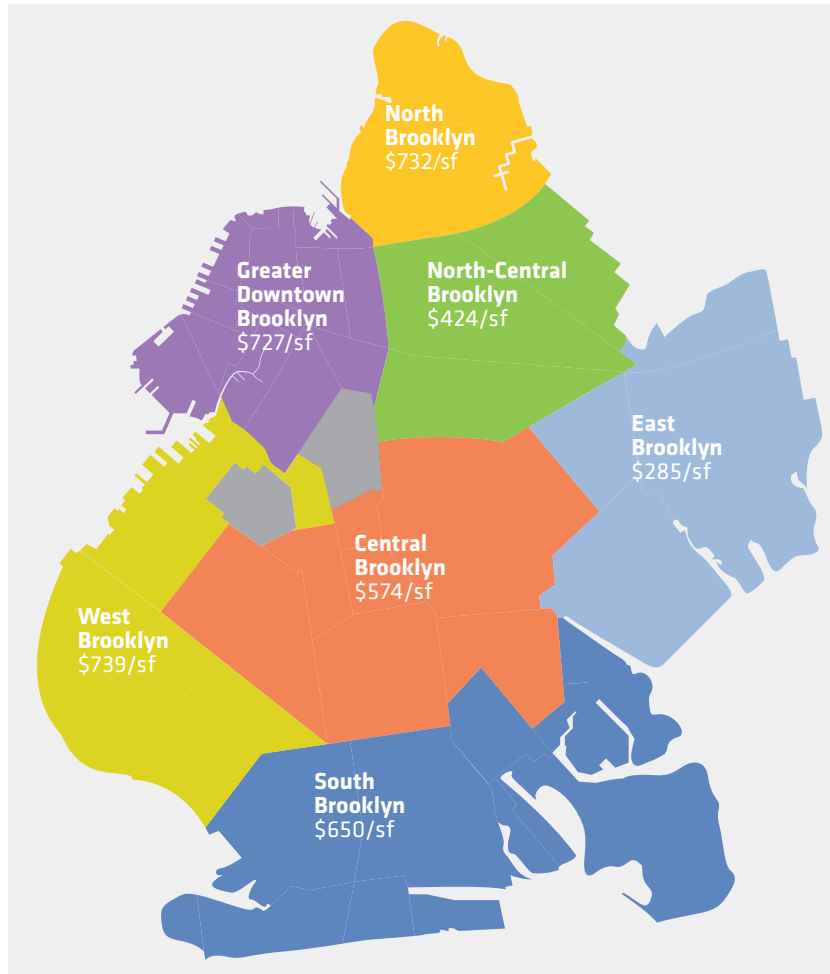 North
Brooklyn
$732/sf
Greater
Downtown
Brooklyn
$727/sf
North-Central
Brooklyn
$424/sf
East
Brooklyn
$285/sf
Central
Brooklyn
$574/sf
West
Brooklyn
$739/sf
South
Brooklyn
$650/sf